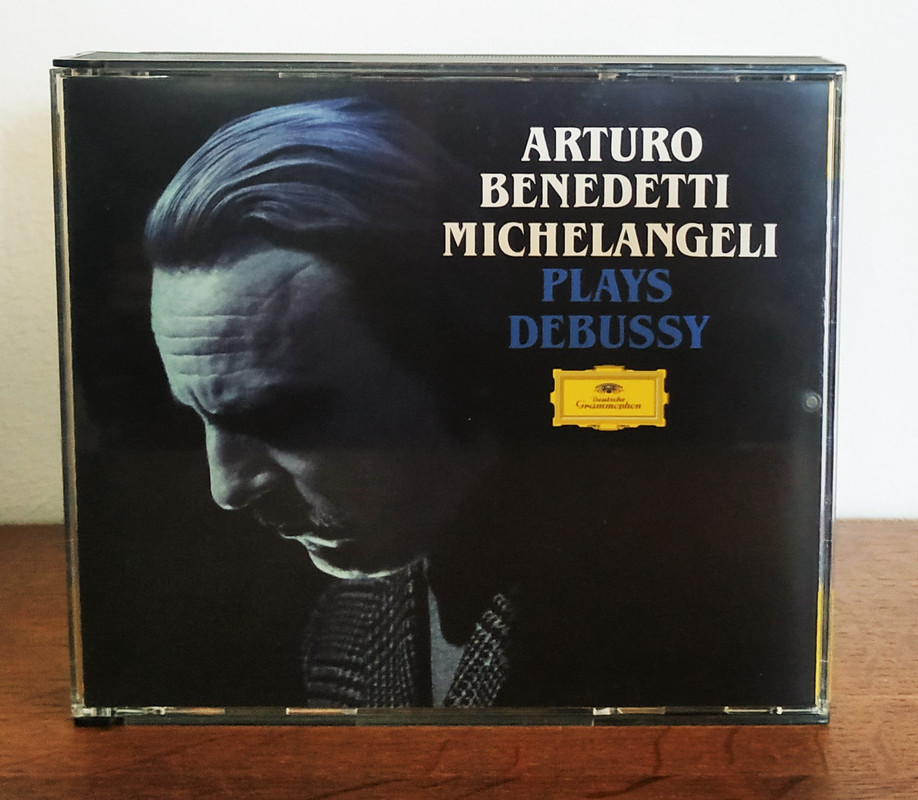 ARTURO
BENEDETTI
MICHELANGELI
PLAYS
DEBUSSY
Deutsche
Grammophon